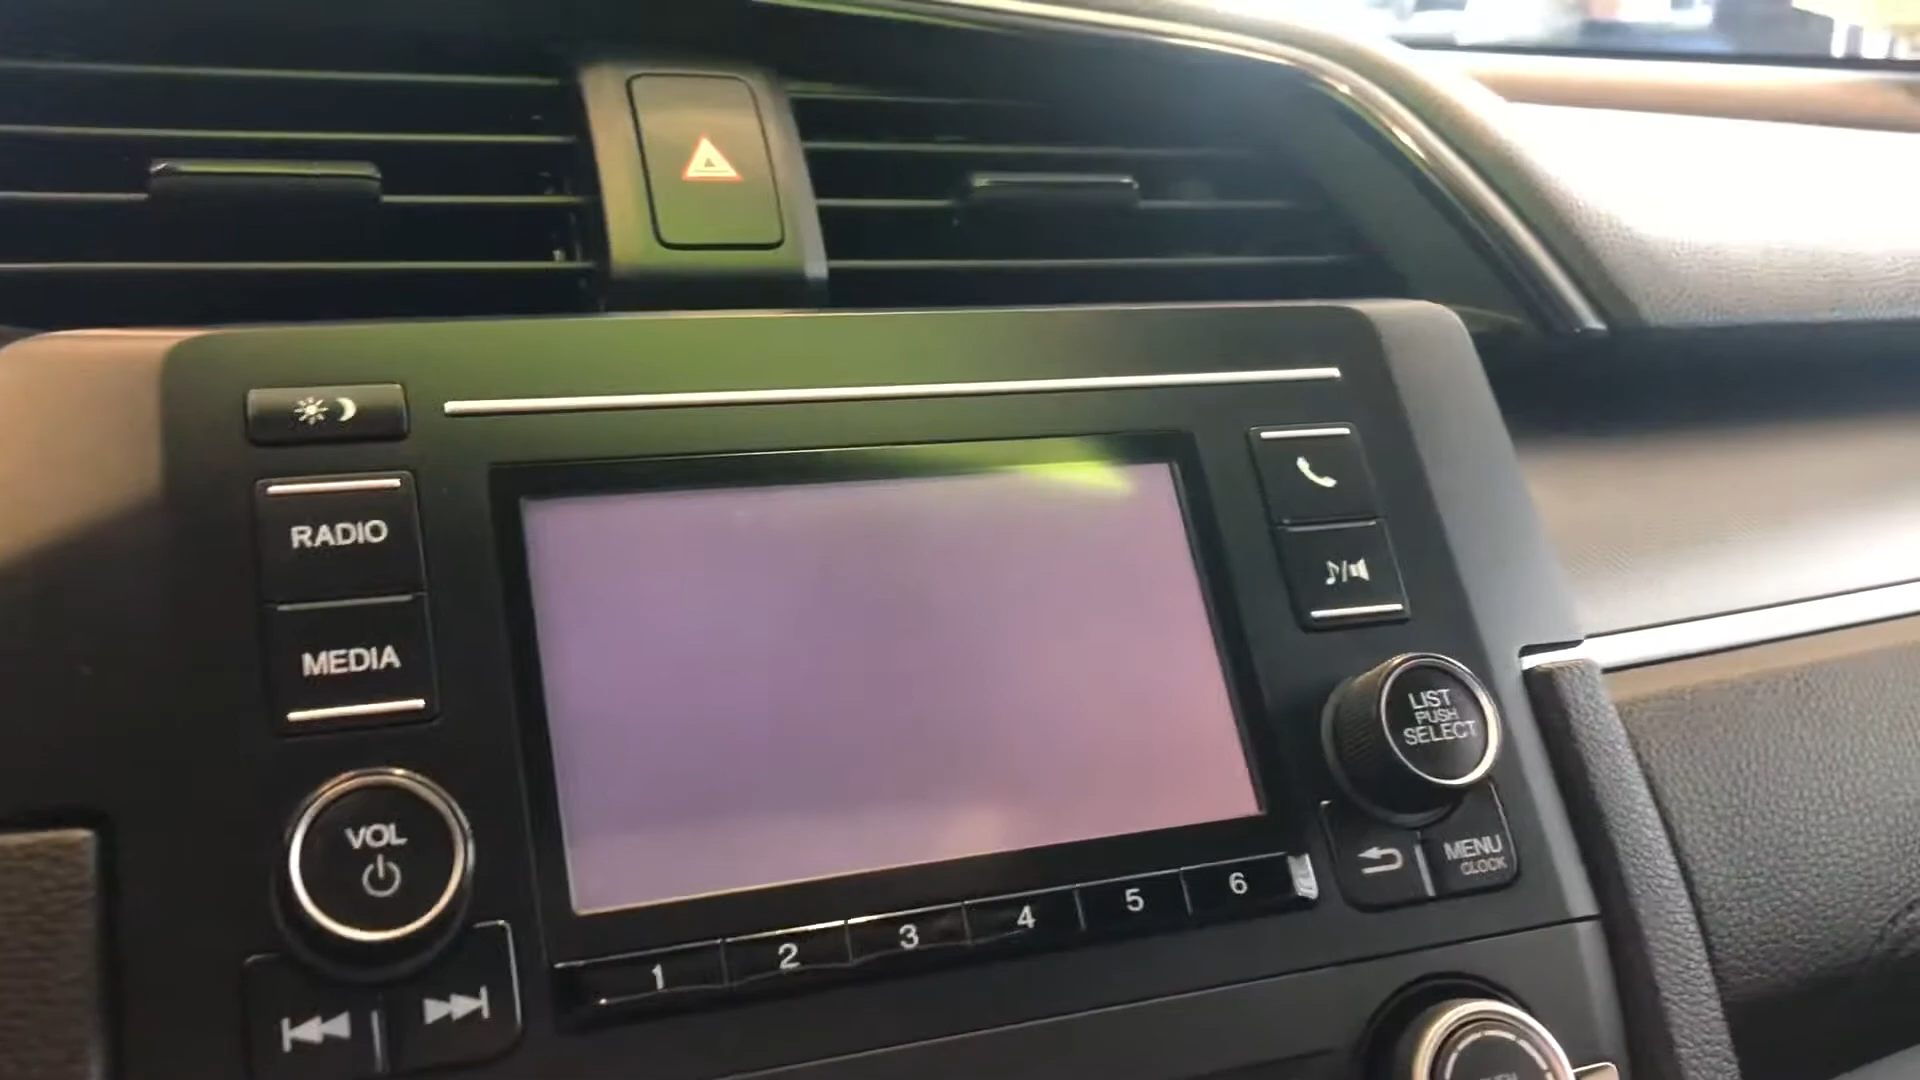 RADIO
MEDIA
VOL
LIST
PUSH
SELECT
MENU
CLOCK
1 2 3 4 5 6